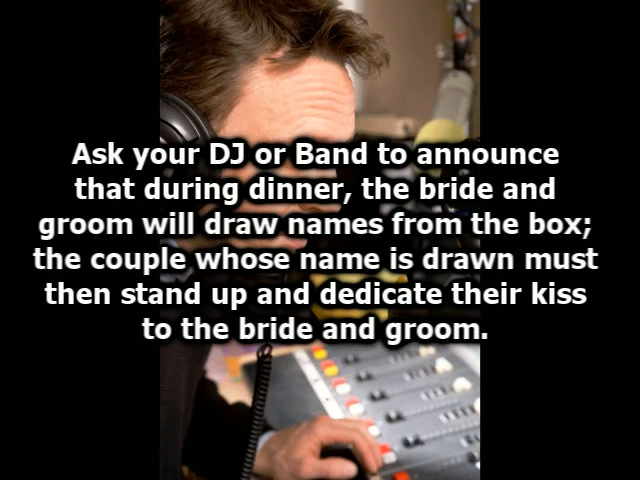 Ask your DJ or Band to announce
that during dinner, the bride and
groom will draw names from the box;
the couple whose name is drawn must
then stand up and dedicate their kiss
to the bride and groom.